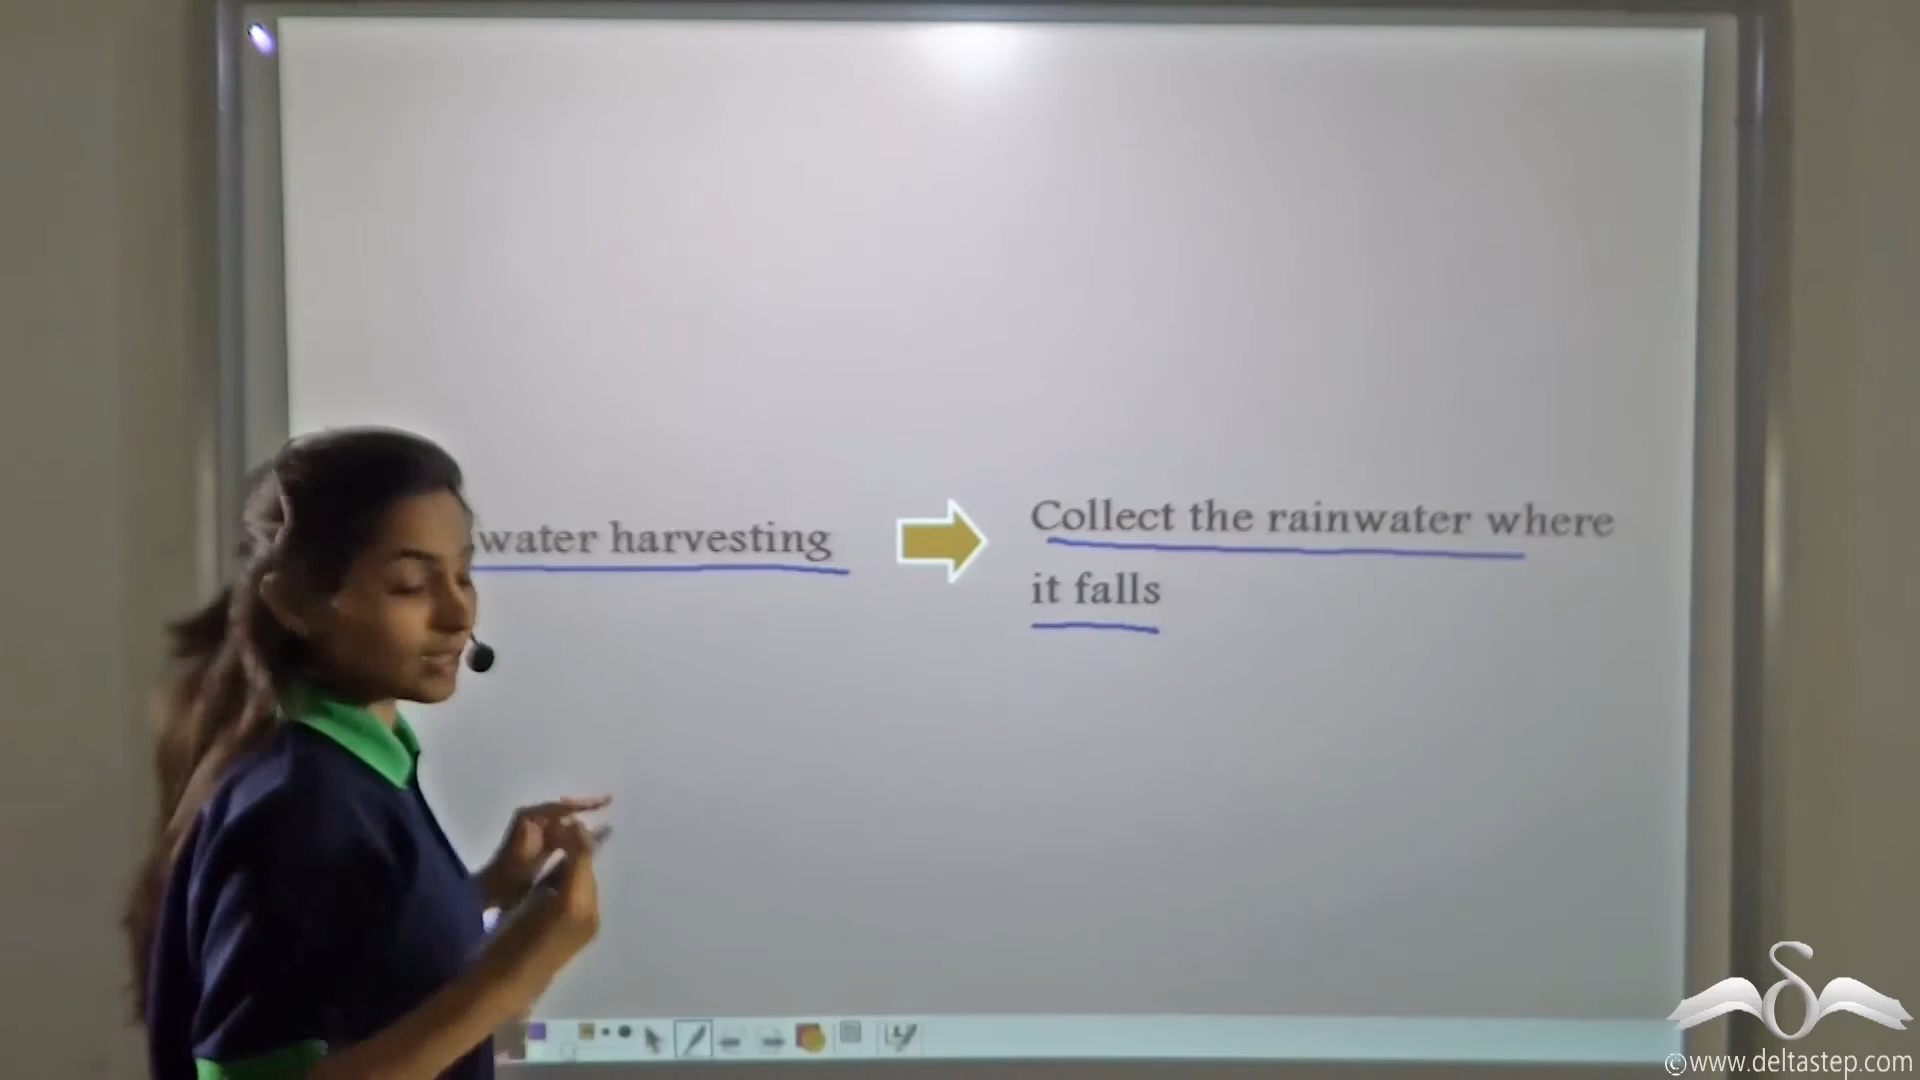 water harvesting
Collect the rainwater where
it falls
©www.deltastep.com